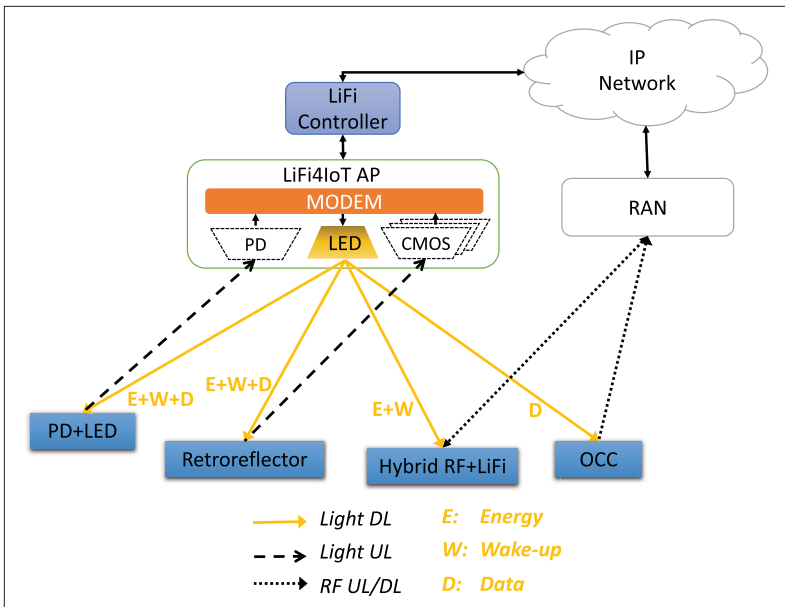 IP
Network
LiFi
Controller
LiFi4IoT AP
MODEM
RAN
PD
LED
CMOS
E+W+D
E+W+D
E+W
D
PD+LED
Retroreflector
Hybrid RF+LiFi
OCC
Light DL
E: Energy
Light UL
W: Wake-up
RF UL/DL
D: Data